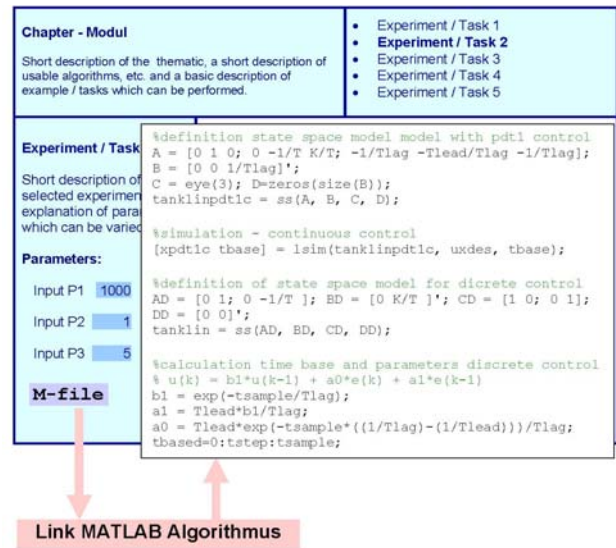 Chapter - Modul
Short description of the thematic, a short description of
usable algorithms, etc. and a basic description of
example / tasks which can be performed.
• Experiment / Task 1
• Experiment / Task 2
• Experiment / Task 3
• Experiment / Task 4
• Experiment / Task 5
Experiment / Task
Short description of
selected experimen
explanation of para
which can be varied
Parameters:
Input P1 1000
Input P2 1
Input P3 5
M-file
%definition state space model model with pdt1 control
A = [0 1 0; 0 -1/T K/T; -1/Tlag -Tlead/Tlag -1/Tlag];
B = [0 0 1/Tlag]';
C = eye(3); D=zeros(size(B));
tanklinpdt1c = ss(A, B, C, D);
%simulation - continuous control
[xpdt1c tbase] = lsim(tanklinpdt1c, uxdes, tbase);
%definition of state space model for dicrete control
AD = [0 1; 0 -1/T ]; BD = [0 K/T ]'; CD = [1 0; 0 1];
DD = [0 0]';
tanklin = ss(AD, BD, CD, DD);
%calculation time base and parameters discrete control
% u(k) = b1*u(k-1) + a0*e(k) + a1*e(k-1)
b1 = exp(-tsample/Tlag);
a1 = Tlead*b1/Tlag;
a0 = Tlead*exp(-tsample*((1/Tlag)-(1/Tlead)))/Tlag;
tbased=0:tstep:tsample;
Link MATLAB Algorithmus